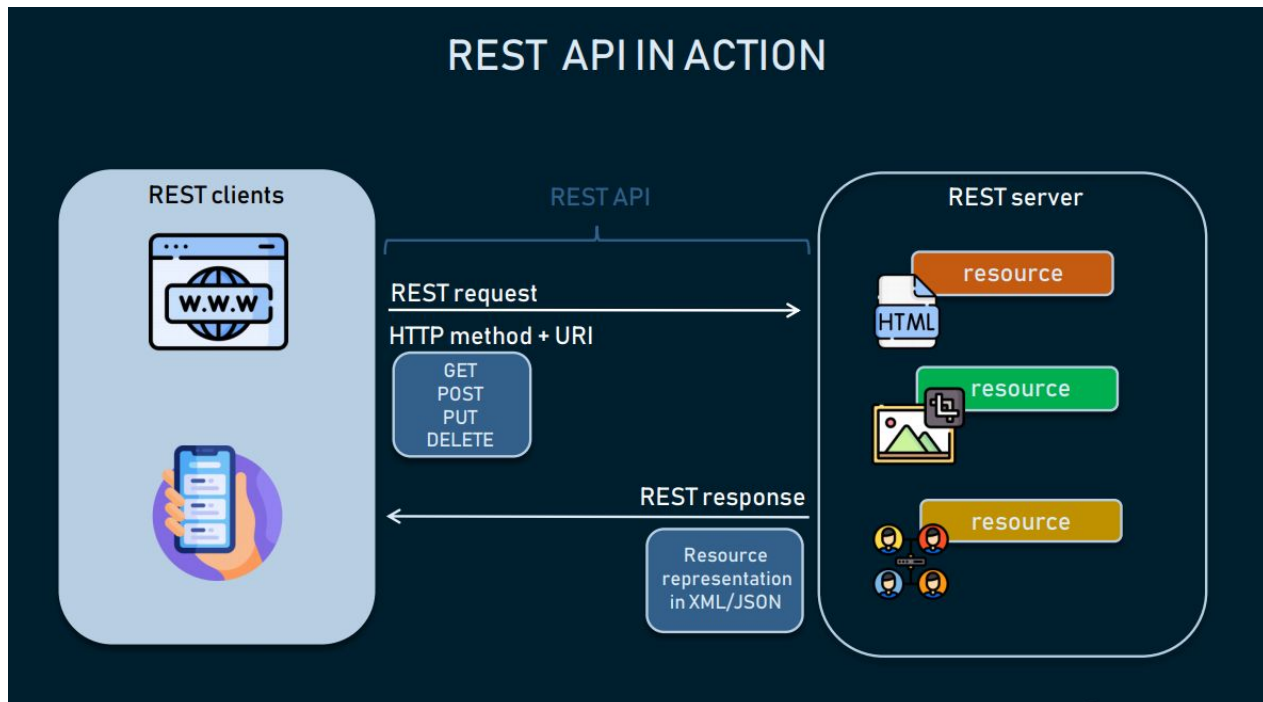 REST API IN ACTION
REST clients
W.W.W
REST API
REST request
HTTP method + URI
GET
POST
PUT
DELETE
REST response
Resource
representation
in XML/JSON
REST server
resource
HTML
resource
resource